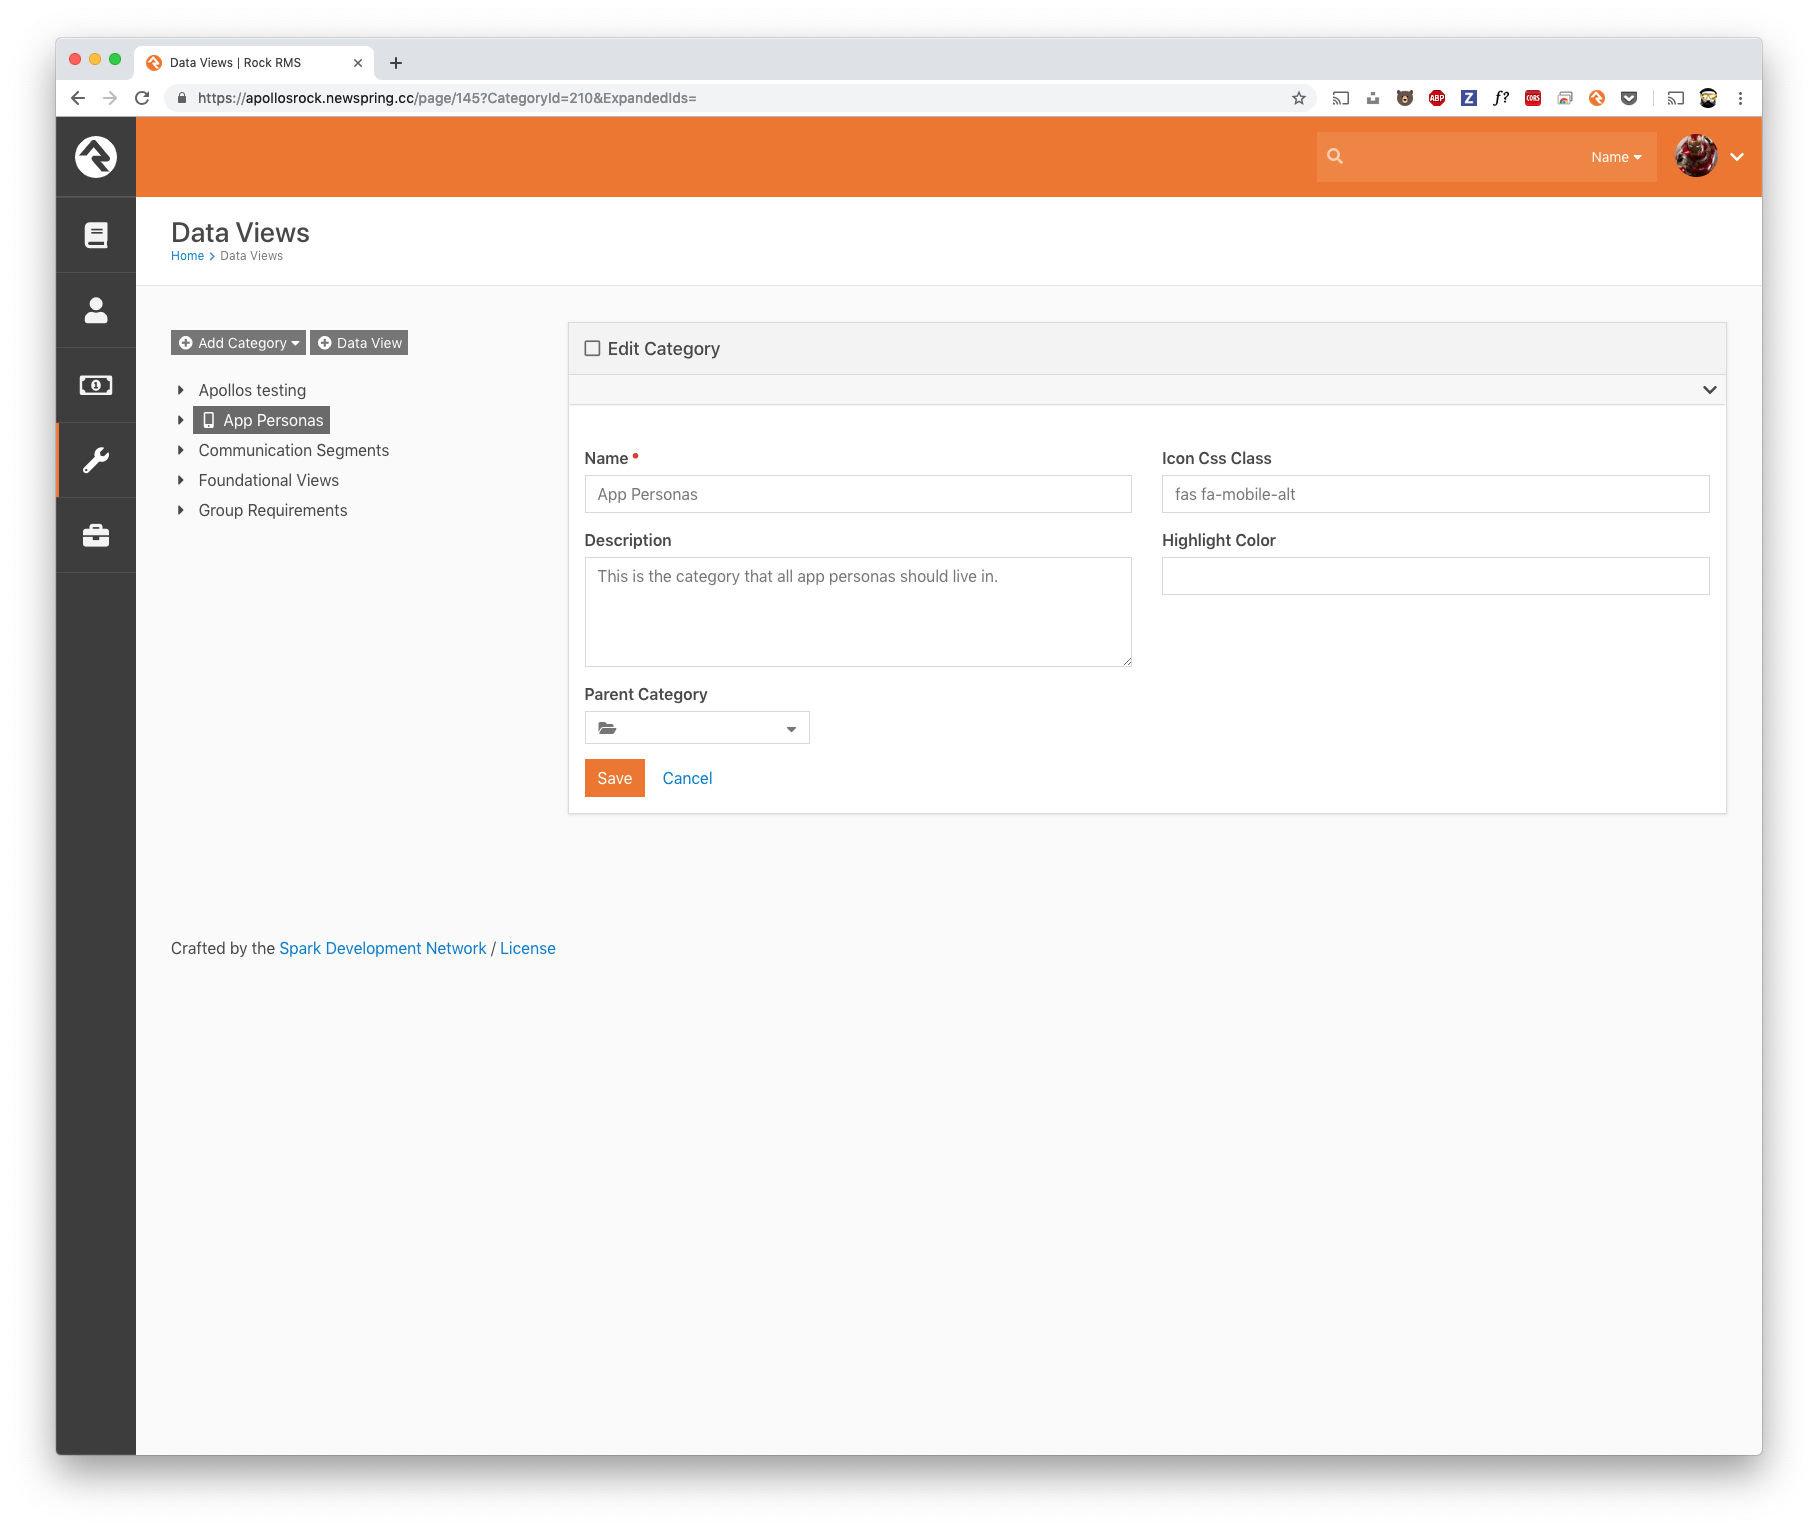 Data Views | Rock RMS
https://apollosrock.newspring.cc/page/145?CategoryId=210&ExpandedIds=
ABP
Z
f?
CORS
Name
Data Views
Home > Data Views
Add Category
Data View
Apollos testing
App Personas
Communication Segments
Foundational Views
Group Requirements
Edit Category
Name
App Personas
Icon Css Class
fas fa-mobile-alt
Description
This is the category that all app personas should live in.
Highlight Color
Parent Category
Save
Cancel
Crafted by the Spark Development Network / License